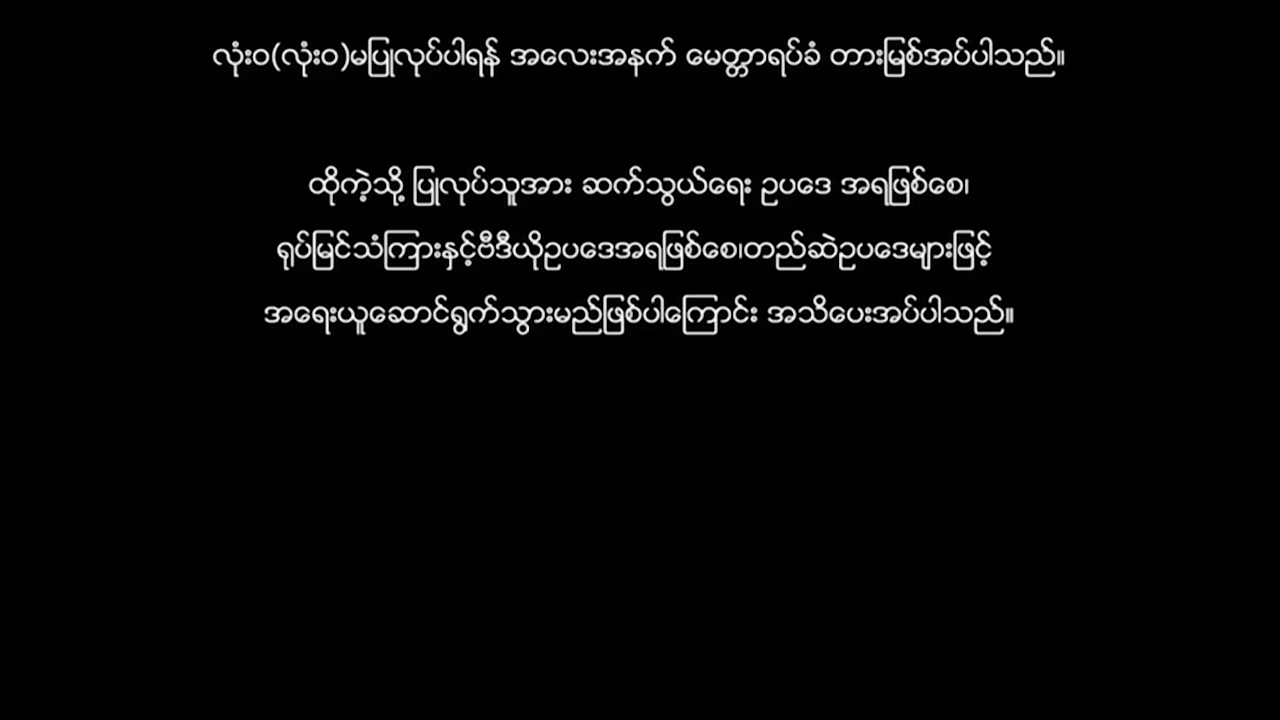 လုံးဝ(လုံးဝ)မပြုလုပ်ပါရန် အလေးအနက် မေတ္တာရပ်ခံ တားမြစ်အပ်ပါသည်။
ထိုကဲ့သို့ ပြုလုပ်သူအား ဆက်သွယ်ရေး ဥပဒေ အရဖြစ်စေ၊
ရုပ်မြင်သံကြားနှင့်ဗီဒီယိုဥပဒေအရဖြစ်စေ၊တည်ဆဲဥပဒေများဖြင့်
အရေးယူဆောင်ရွက်သွားမည်ဖြစ်ပါကြောင်း အသိပေးအပ်ပါသည်။